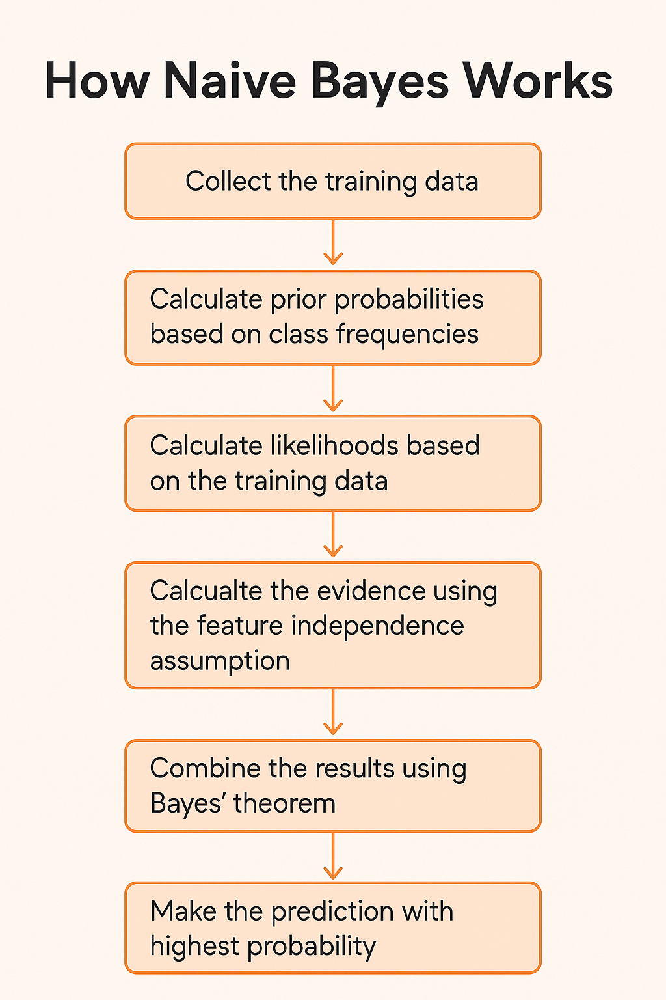 How Naive Bayes Works
Collect the training data
Calculate prior probabilities
based on class frequencies
Calculate likelihoods based
on the training data
Calcualte the evidence using
the feature independence
assumption
Combine the results using
Bayes’ theorem
Make the prediction with
highest probability